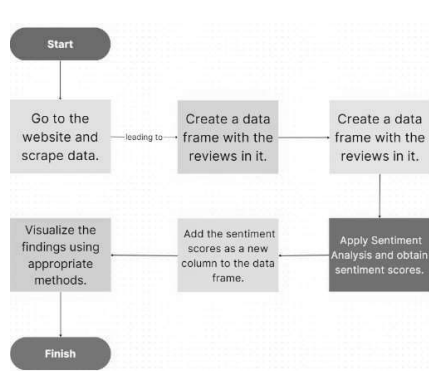 Start
Go to the
website and
scrape data.
leading to
Create a data
frame with the
reviews in it.
Create a data
frame with the
reviews in it.
Apply Sentiment
Analysis and obtain
sentiment scores.
Add the sentiment
scores as a new
column to the data
frame.
Visualize the
findings using
appropriate
methods.
Finish